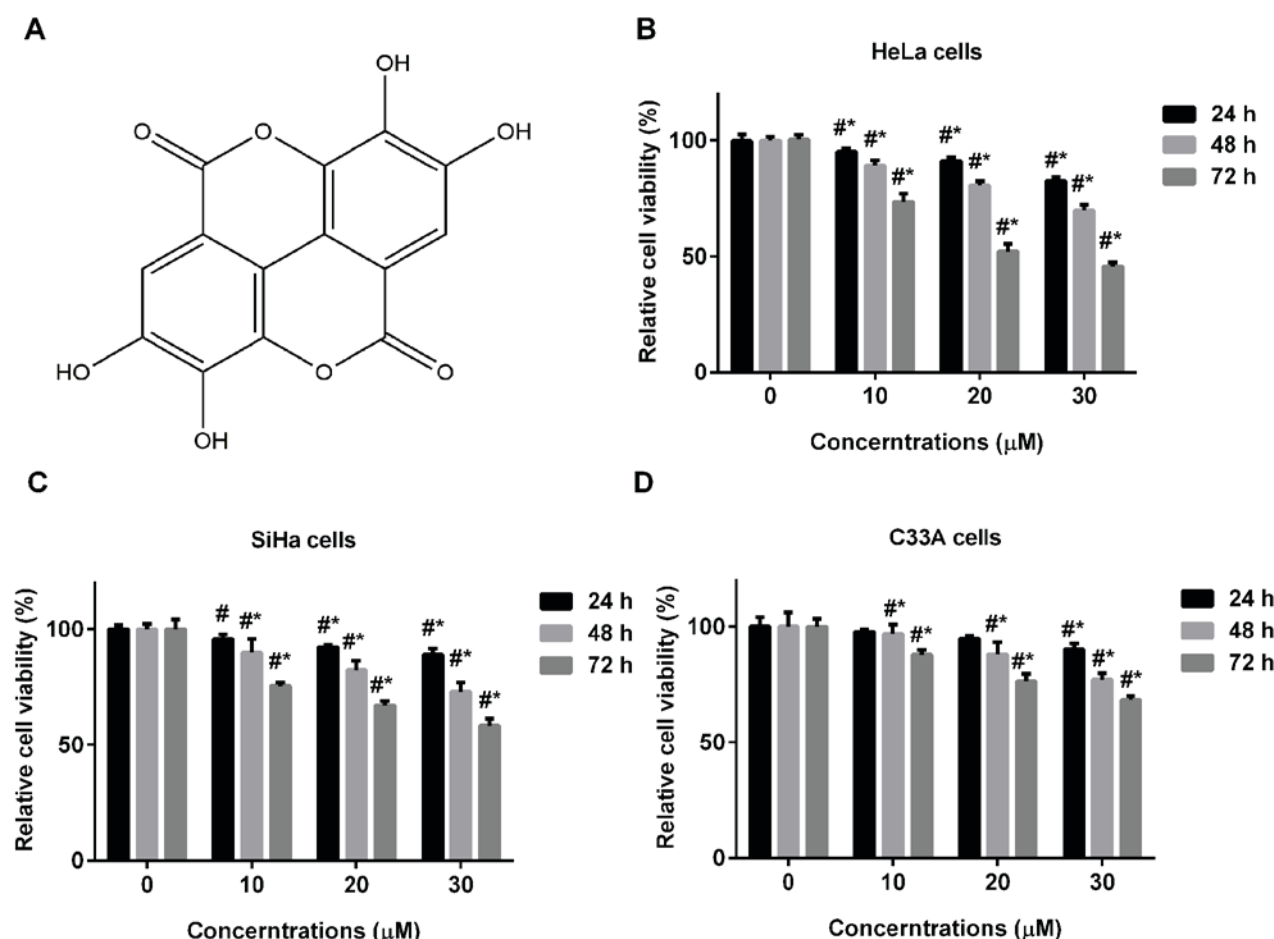 A
OH
O
O
OH
HO
O
O
OH
B
HeLa cells
Relative cell viability (%)
100
50
0
#* #* #* #* #* #* #* #* #*
0 10 20 30
Concerntrations (μM)
24 h
48 h
72 h
C
SiHa cells
Relative cell viability (%)
100
50
0
# #* #* #* #* #* #* #* #*
0 10 20 30
Concerntrations (μM)
24 h
48 h
72 h
D
C33A cells
Relative cell viability (%)
100
50
0
#* #* #* #* #* #* #*
0 10 20 30
Concerntrations (μM)
24 h
48 h
72 h